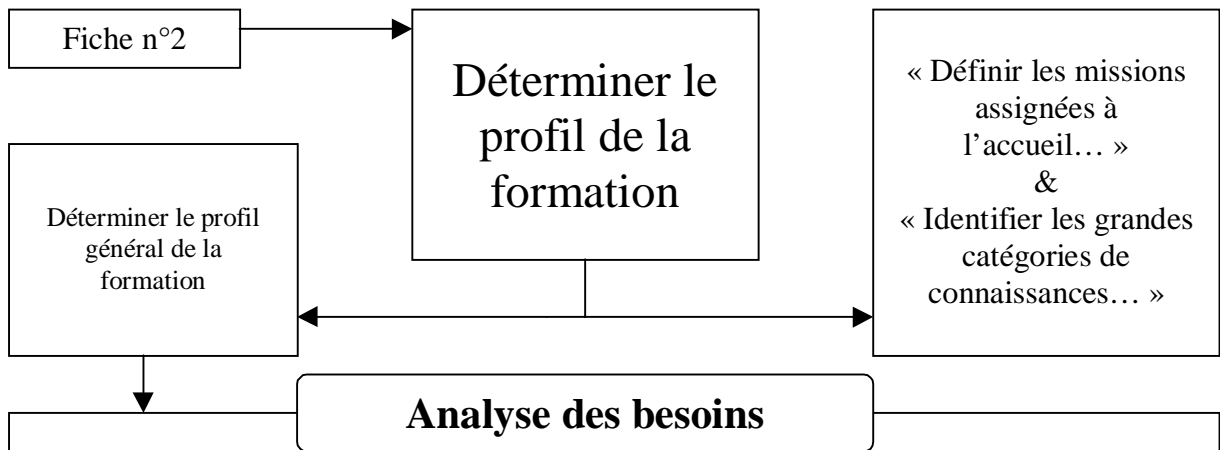 Fiche n°2
Déterminer le
profil de la
formation
« Définir les missions
assignées à
l’accueil… »
&
« Identifier les grandes
catégories de
connaissances… »
Déterminer le profil
général de la
formation
Analyse des besoins